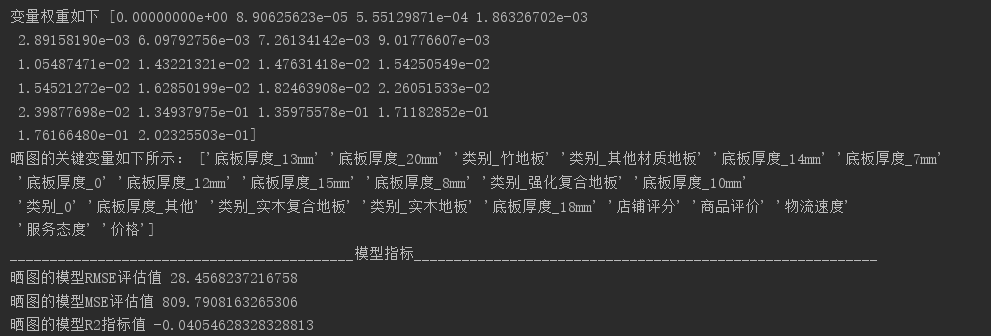 变量权重如下 [0.00000000e+00 8.90625623e-05 5.55129871e-04 1.86326702e-03
2.89158190e-03 6.09792756e-03 7.26134142e-03 9.01776607e-03
1.05487471e-02 1.43221321e-02 1.47631418e-02 1.54250549e-02
1.54521272e-02 1.62850199e-02 1.82463908e-02 2.26051533e-02
2.39877698e-02 1.34937975e-01 1.35975578e-01 1.71182852e-01
1.76166480e-01 2.02325503e-01]
晒图的关键变量如下所示: ['底板厚度_13mm' '底板厚度_20mm' '类别_竹地板' '类别_其他材质地板' '底板厚度_14mm' '底板厚度_7mm'
'底板厚度_0' '底板厚度_12mm' '底板厚度_15mm' '底板厚度_8mm' '类别_强化复合地板' '底板厚度_10mm'
'类别_0' '底板厚度_其他' '类别_实木复合地板' '类别_实木地板' '底板厚度_18mm' '店铺评分' '商品评价' '物流速度'
'服务态度' '价格']
___________________________________________模型指标__________________________________________________________
晒图的模型RMSE评估值 28.4568237216758
晒图的模型MSE评估值 809.7908163265306
晒图的模型R2指标值 -0.04054628328328813